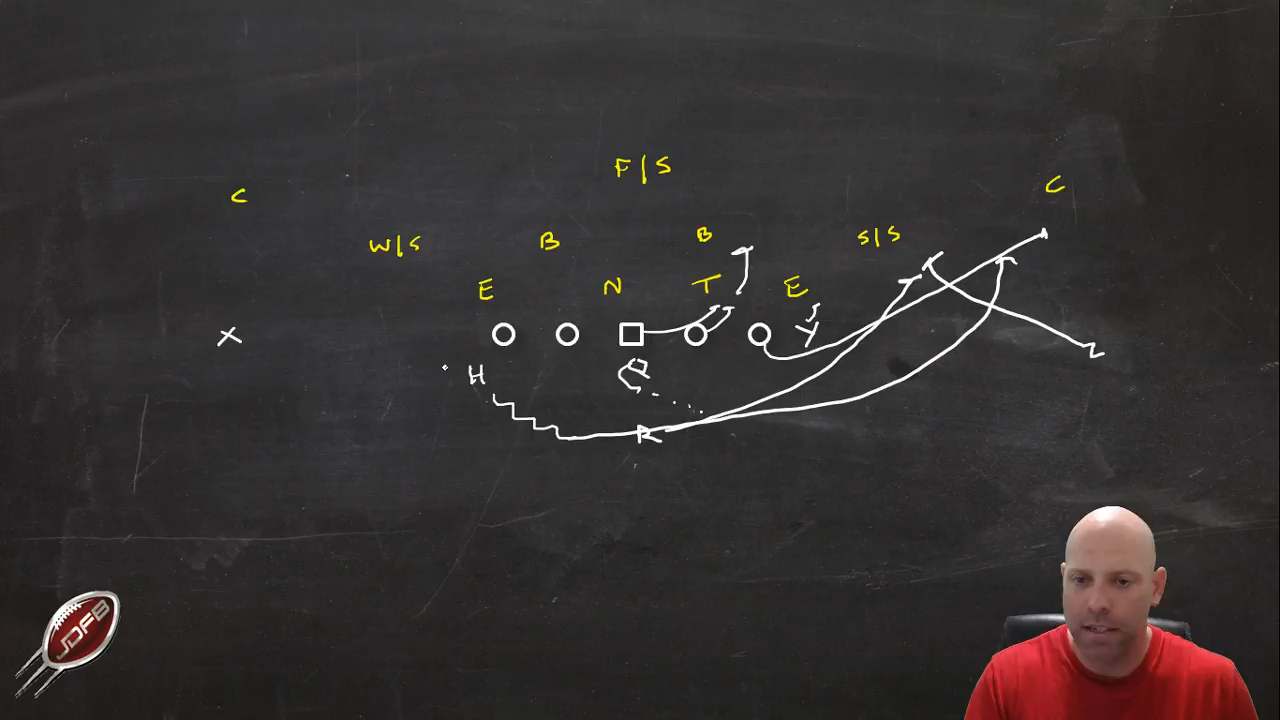 F/S
C C
W/S B B S/S
E N T E
X Y Z
H Q
R
JDFB